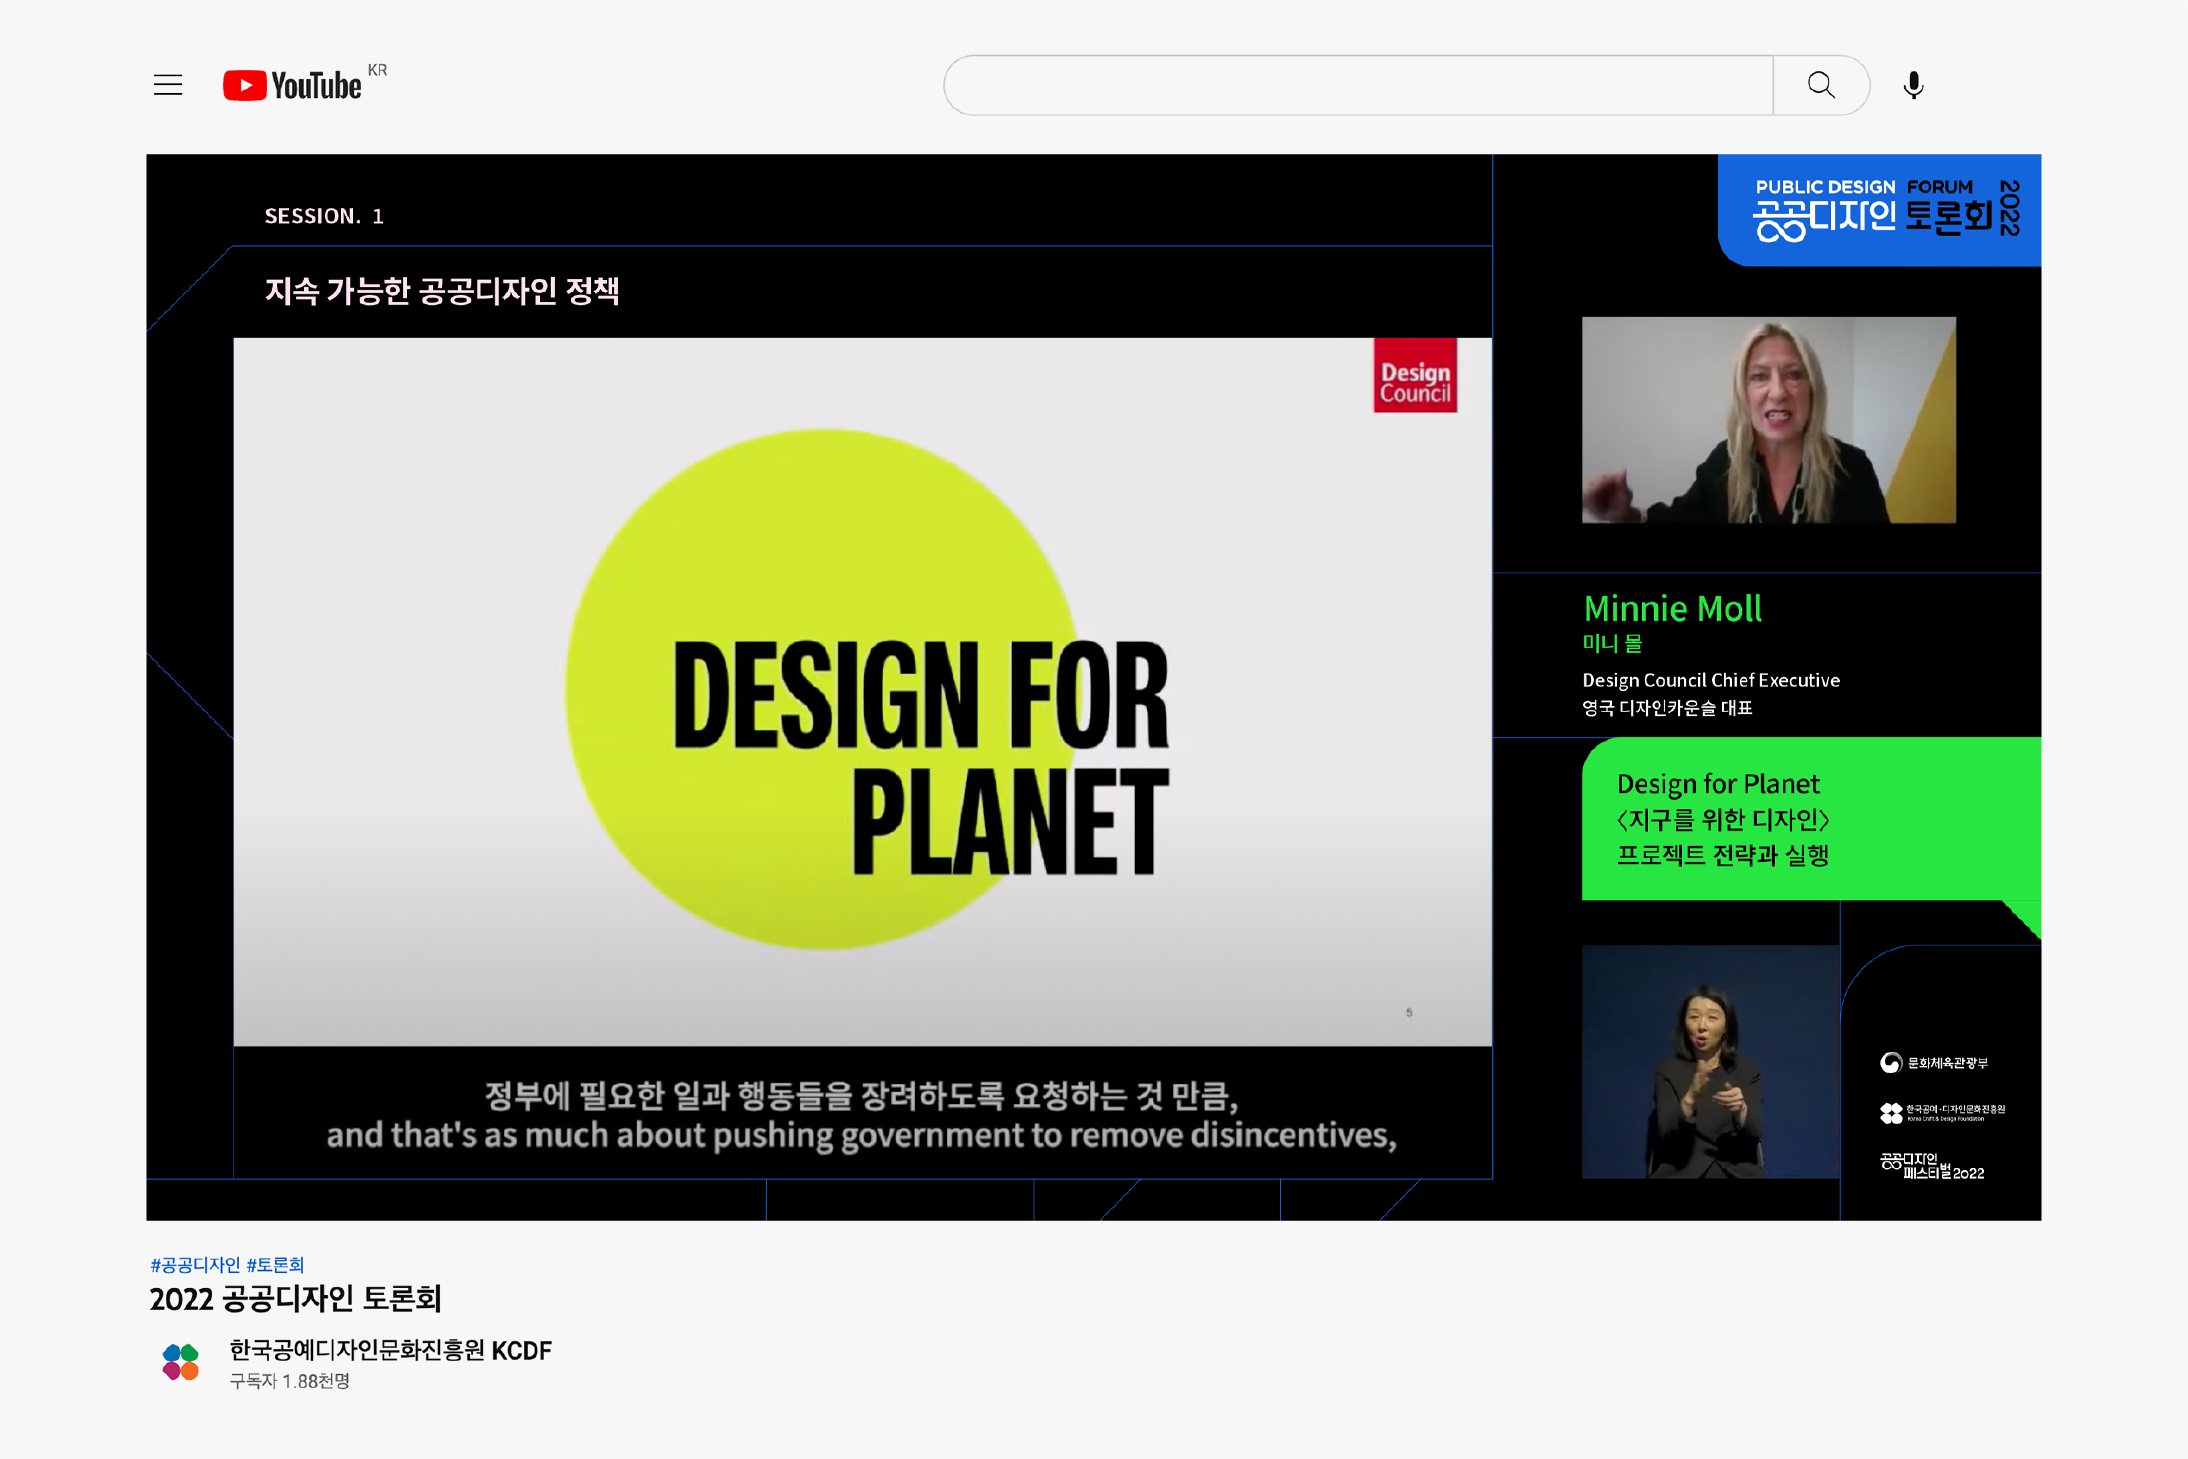 YouTube KR
SESSION. 1
지속 가능한 공공디자인 정책
Design
Council
DESIGN FOR
PLANET
5
정부에 필요한 일과 행동들을 장려하도록 요청하는 것 만큼,
and that's as much about pushing government to remove disincentives,
PUBLIC DESIGN FORUM
공공디자인 토론회 2022
Minnie Moll
미니 몰
Design Council Chief Executive
영국 디자인카운슬 대표
Design for Planet
〈지구를 위한 디자인〉
프로젝트 전략과 실행
문화체육관광부
한국공예·디자인문화진흥원
Korea Craft & Design Foundation
공공디자인
페스티벌 2022
#공공디자인 #토론회
2022 공공디자인 토론회
한국공예디자인문화진흥원 KCDF
구독자 1.88천명